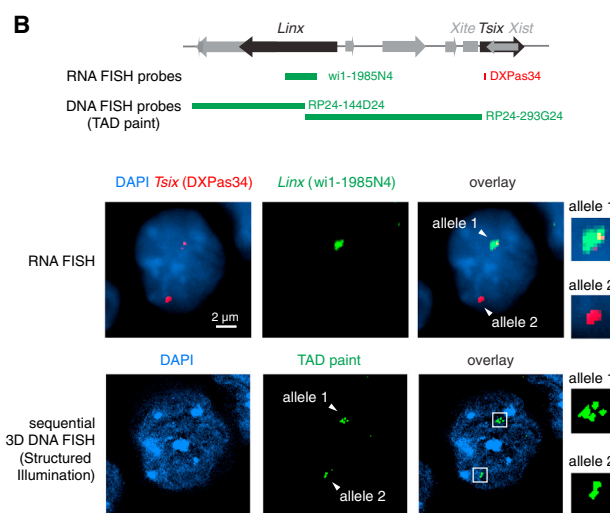 B
Linx Xite Tsix Xist
RNA FISH probes wi1-1985N4 DXPas34
DNA FISH probes RP24-144D24
(TAD paint) RP24-293G24
DAPI Tsix (DXPas34) Linx (wi1-1985N4) overlay
allele 1
allele 1
RNA FISH
allele 2
2 µm
allele 2
DAPI TAD paint overlay
allele 1
allele 1
sequential
3D DNA FISH
(Structured
Illumination)
allele 2
allele 2